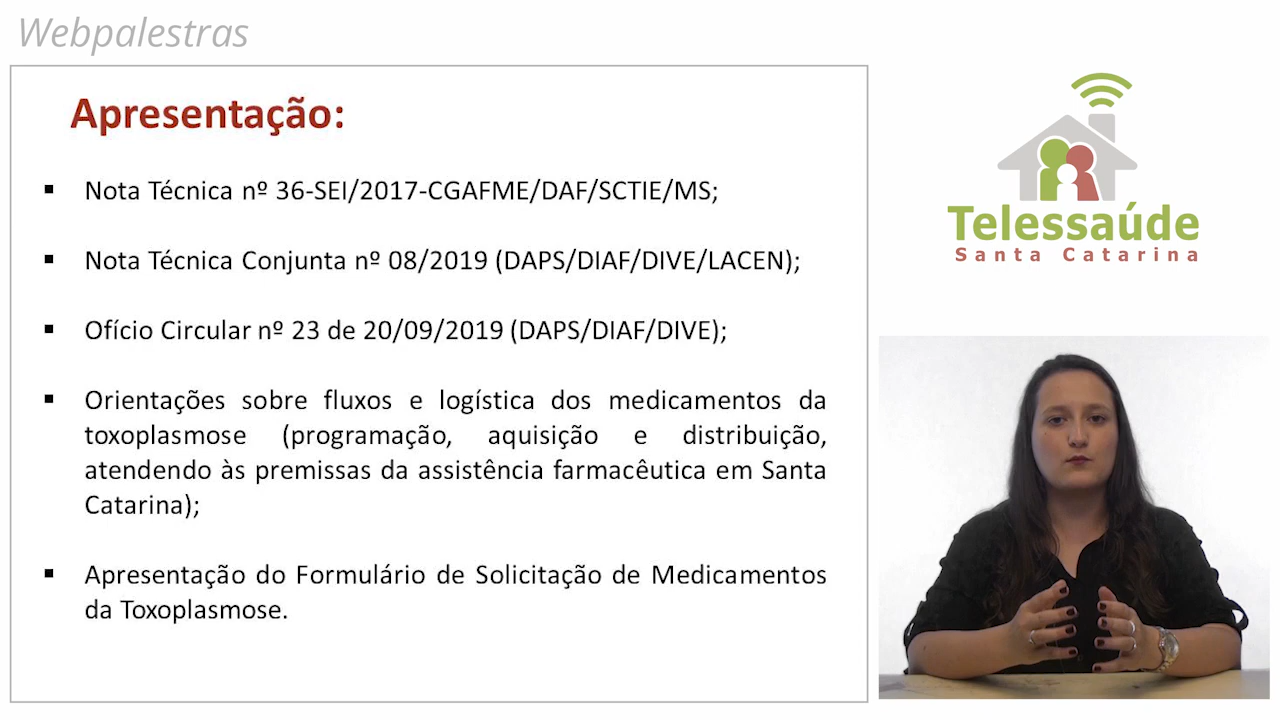 Webpalestras
Apresentação:
▪ Nota Técnica nº 36-SEI/2017-CGAFME/DAF/SCTIE/MS;
▪ Nota Técnica Conjunta nº 08/2019 (DAPS/DIAF/DIVE/LACEN);
▪ Ofício Circular nº 23 de 20/09/2019 (DAPS/DIAF/DIVE);
▪ Orientações sobre fluxos e logística dos medicamentos da
toxoplasmose (programação, aquisição e distribuição,
atendendo às premissas da assistência farmacêutica em Santa
Catarina);
▪ Apresentação do Formulário de Solicitação de Medicamentos
da Toxoplasmose.
Telessaúde
Santa Catarina